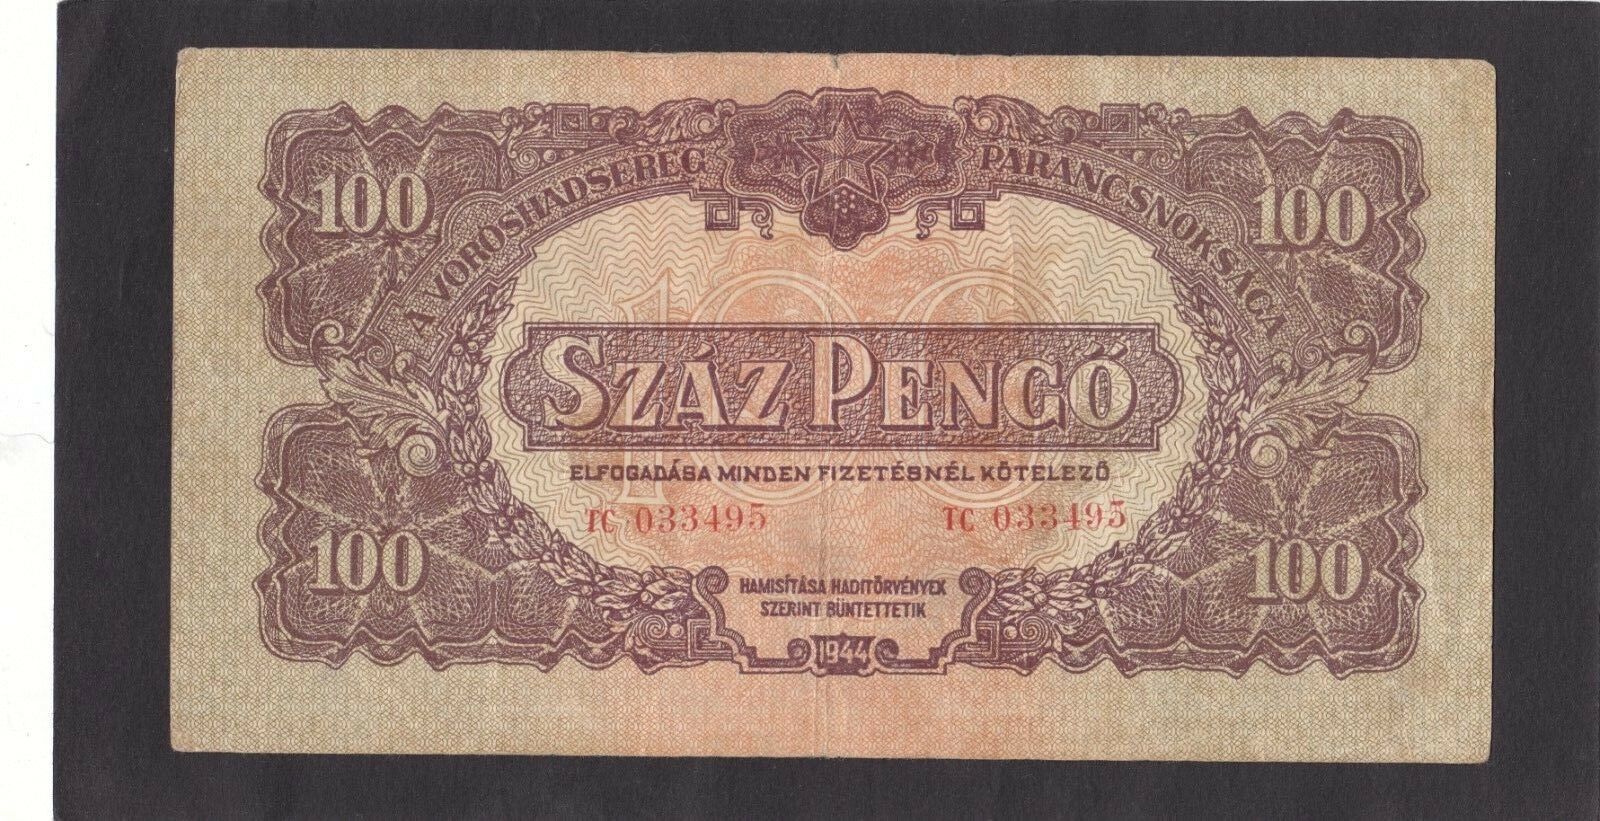 A VÖRÖSHADSEREG PARANCSNOKSÁGA
100 100
100
SZÁZ PENGŐ
ELFOGADÁSA MINDEN FIZETÉSNÉL KÖTELEZŐ
TC 033495 TC 033495
100 100
HAMISÍTÁSA HADITÖRVÉNYEK
SZERINT BÜNTETTETIK
1944